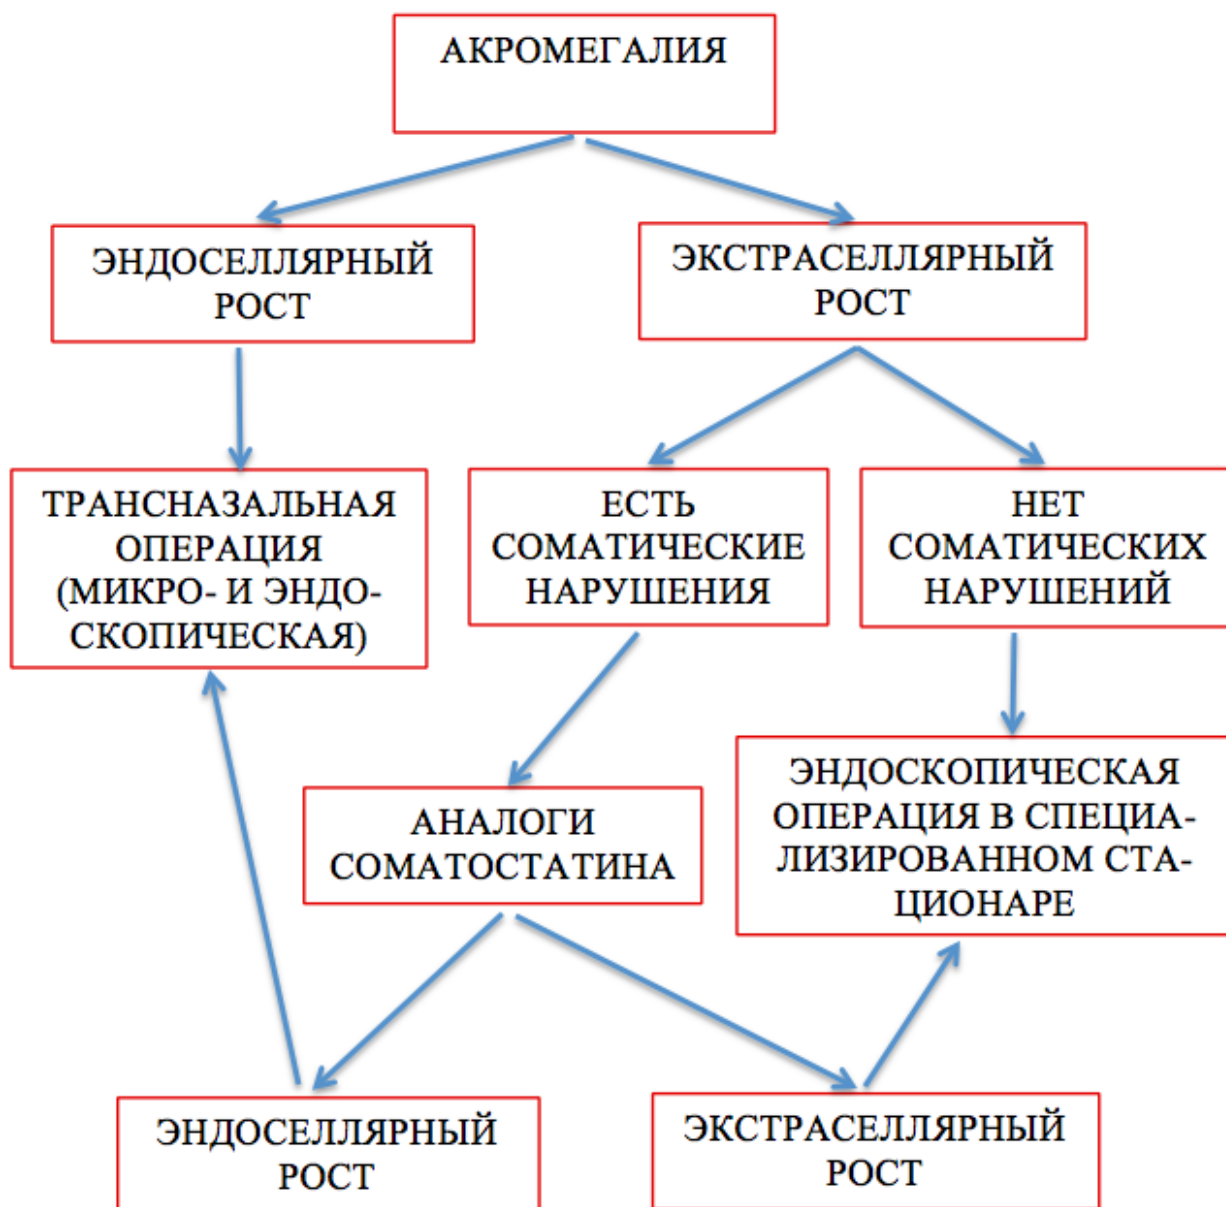 АКРОМЕГАЛИЯ
ЭНДОСЕЛЛЯРНЫЙ
РОСТ
ЭКСТРАСЕЛЛЯРНЫЙ
РОСТ
ТРАНСНАЗАЛЬНАЯ
ОПЕРАЦИЯ
(МИКРО- И ЭНДО-
СКОПИЧЕСКАЯ)
ЕСТЬ
СОМАТИЧЕСКИЕ
НАРУШЕНИЯ
НЕТ
СОМАТИЧЕСКИХ
НАРУШЕНИЙ
АНАЛОГИ
СОМАТОСТАТИНА
ЭНДОСКОПИЧЕСКАЯ
ОПЕРАЦИЯ В СПЕЦИА-
ЛИЗИРОВАННОМ СТА-
ЦИОНАРЕ
ЭНДОСЕЛЛЯРНЫЙ
РОСТ
ЭКСТРАСЕЛЛЯРНЫЙ
РОСТ